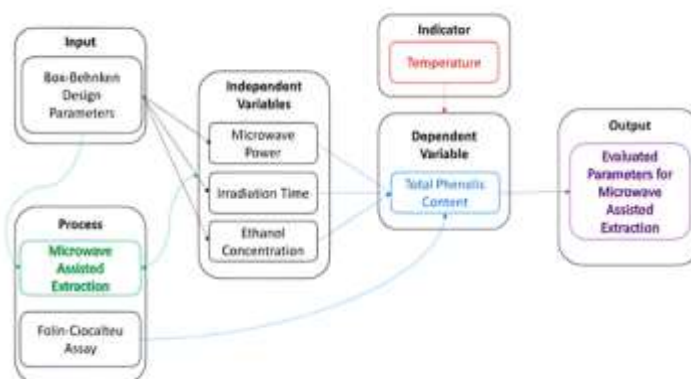 Input
Box-Behnken
Design
Parameters
Process
Microwave
Assisted
Extraction
Folin-Ciocalteu
Assay
Independent
Variables
Microwave
Power
Irradiation Time
Ethanol
Concentration
Indicator
Temperature
Dependent
Variable
Total Phenolic
Content
Output
Evaluated
Parameters for
Microwave
Assisted
Extraction